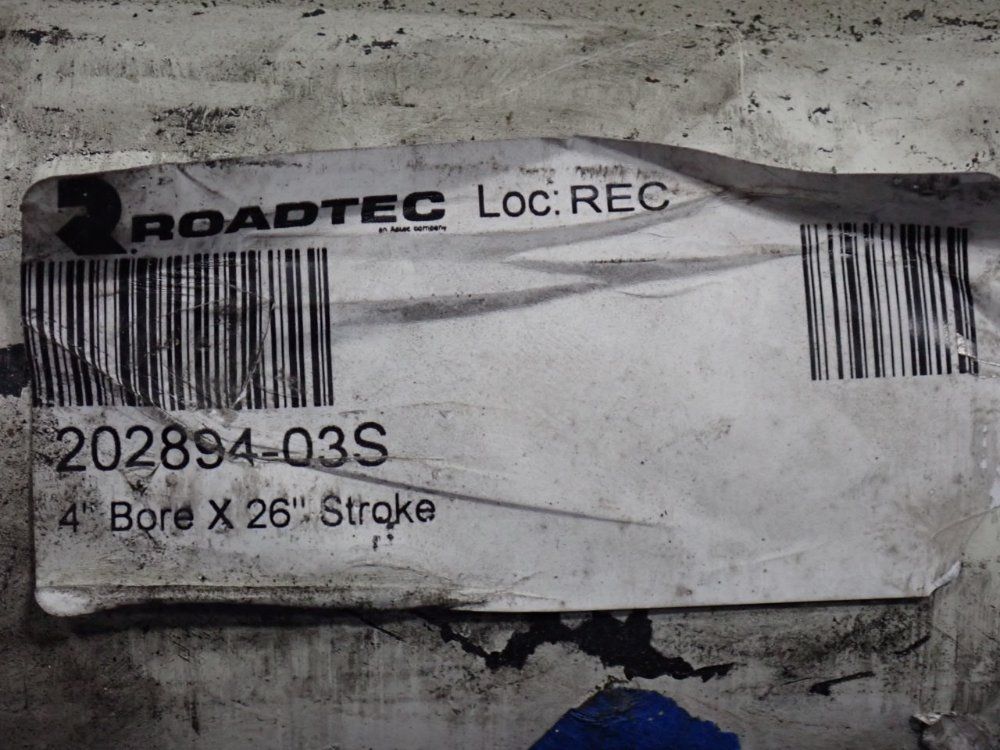 ROADTEC Loc: REC
an Astec company
202894-03S
4" Bore X 26" Stroke